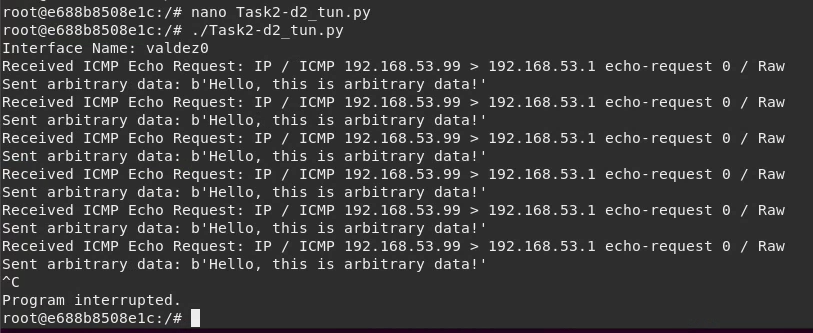 root@e688b8508e1c:/# nano Task2-d2_tun.py
root@e688b8508e1c:/# ./Task2-d2_tun.py
Interface Name: valdez0
Received ICMP Echo Request: IP / ICMP 192.168.53.99 > 192.168.53.1 echo-request 0 / Raw
Sent arbitrary data: b'Hello, this is arbitrary data!'
Received ICMP Echo Request: IP / ICMP 192.168.53.99 > 192.168.53.1 echo-request 0 / Raw
Sent arbitrary data: b'Hello, this is arbitrary data!'
Received ICMP Echo Request: IP / ICMP 192.168.53.99 > 192.168.53.1 echo-request 0 / Raw
Sent arbitrary data: b'Hello, this is arbitrary data!'
Received ICMP Echo Request: IP / ICMP 192.168.53.99 > 192.168.53.1 echo-request 0 / Raw
Sent arbitrary data: b'Hello, this is arbitrary data!'
Received ICMP Echo Request: IP / ICMP 192.168.53.99 > 192.168.53.1 echo-request 0 / Raw
Sent arbitrary data: b'Hello, this is arbitrary data!'
Received ICMP Echo Request: IP / ICMP 192.168.53.99 > 192.168.53.1 echo-request 0 / Raw
Sent arbitrary data: b'Hello, this is arbitrary data!'
^C
Program interrupted.
root@e688b8508e1c:/#